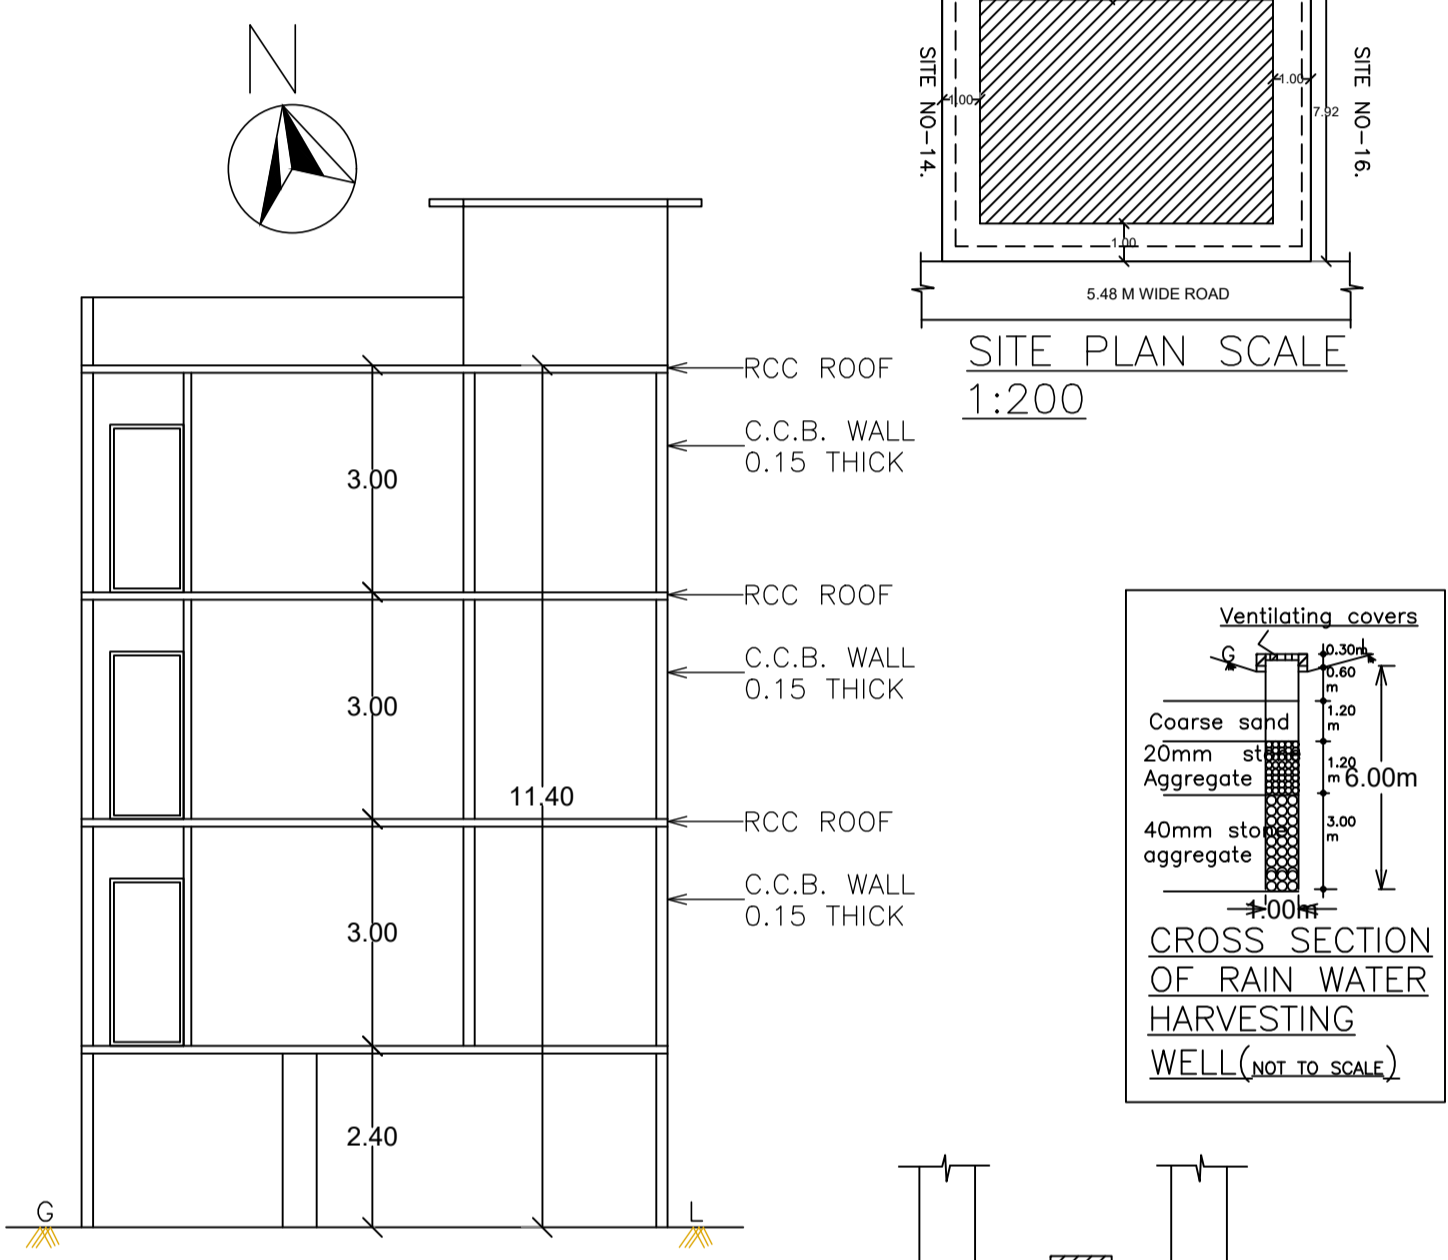 N
SITE NO-14.
1.00
1.00
7.92
SITE NO-16.
1.00
5.48 M WIDE ROAD
SITE PLAN SCALE
1:200
RCC ROOF
C.C.B. WALL
0.15 THICK
3.00
RCC ROOF
C.C.B. WALL
0.15 THICK
3.00
11.40
RCC ROOF
C.C.B. WALL
0.15 THICK
3.00
2.40
G
L
Ventilating covers
G
L
0.30m
0.60
m
Coarse sand
1.20
m
20mm stone
Aggregate
1.20
m
6.00m
40mm stone
aggregate
3.00
m
1.00m
CROSS SECTION
OF RAIN WATER
HARVESTING
WELL(NOT TO SCALE)